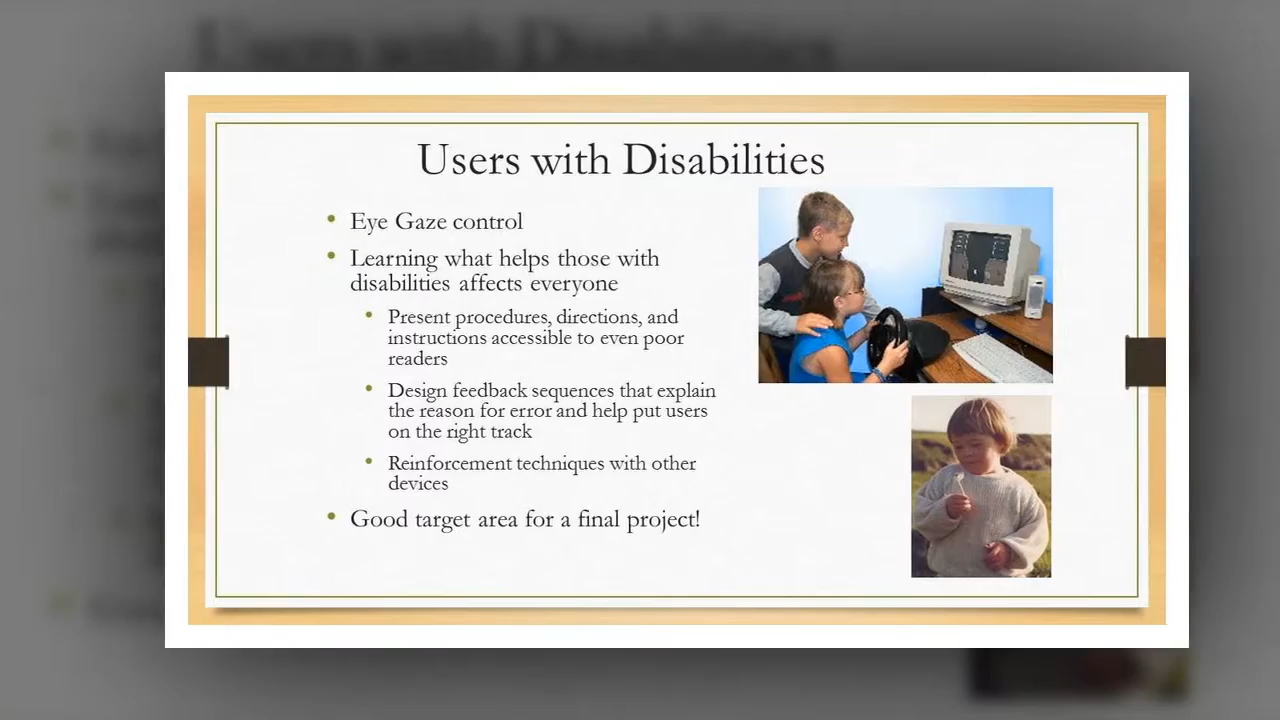 Users with Disabilities
• Eye Gaze control
• Learning what helps those with
disabilities affects everyone
• Present procedures, directions, and
instructions accessible to even poor
readers
• Design feedback sequences that explain
the reason for error and help put users
on the right track
• Reinforcement techniques with other
devices
• Good target area for a final project!